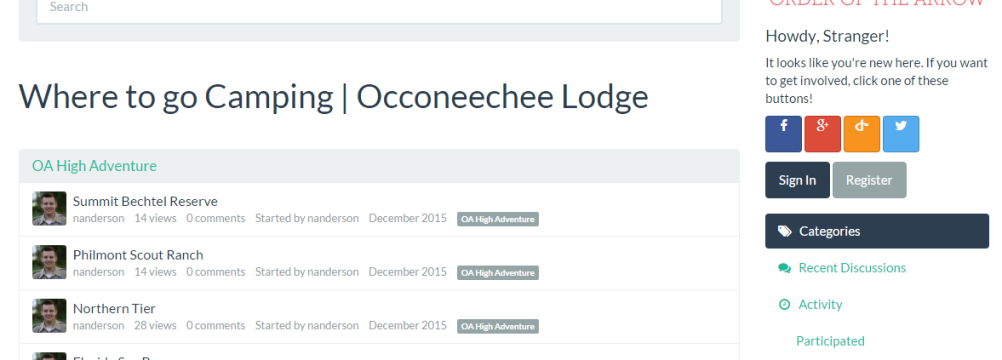 Search
Where to go Camping | Occoneechee Lodge
OA High Adventure
Summit Bechtel Reserve
nanderson 14 views 0 comments Started by nanderson December 2015 OA High Adventure
Philmont Scout Ranch
nanderson 14 views 0 comments Started by nanderson December 2015 OA High Adventure
Northern Tier
nanderson 28 views 0 comments Started by nanderson December 2015 OA High Adventure
ORDER OF THE ARROW
Howdy, Stranger!
It looks like you're new here. If you want
to get involved, click one of these
buttons!
Sign In Register
Categories
Recent Discussions
Activity
Participated